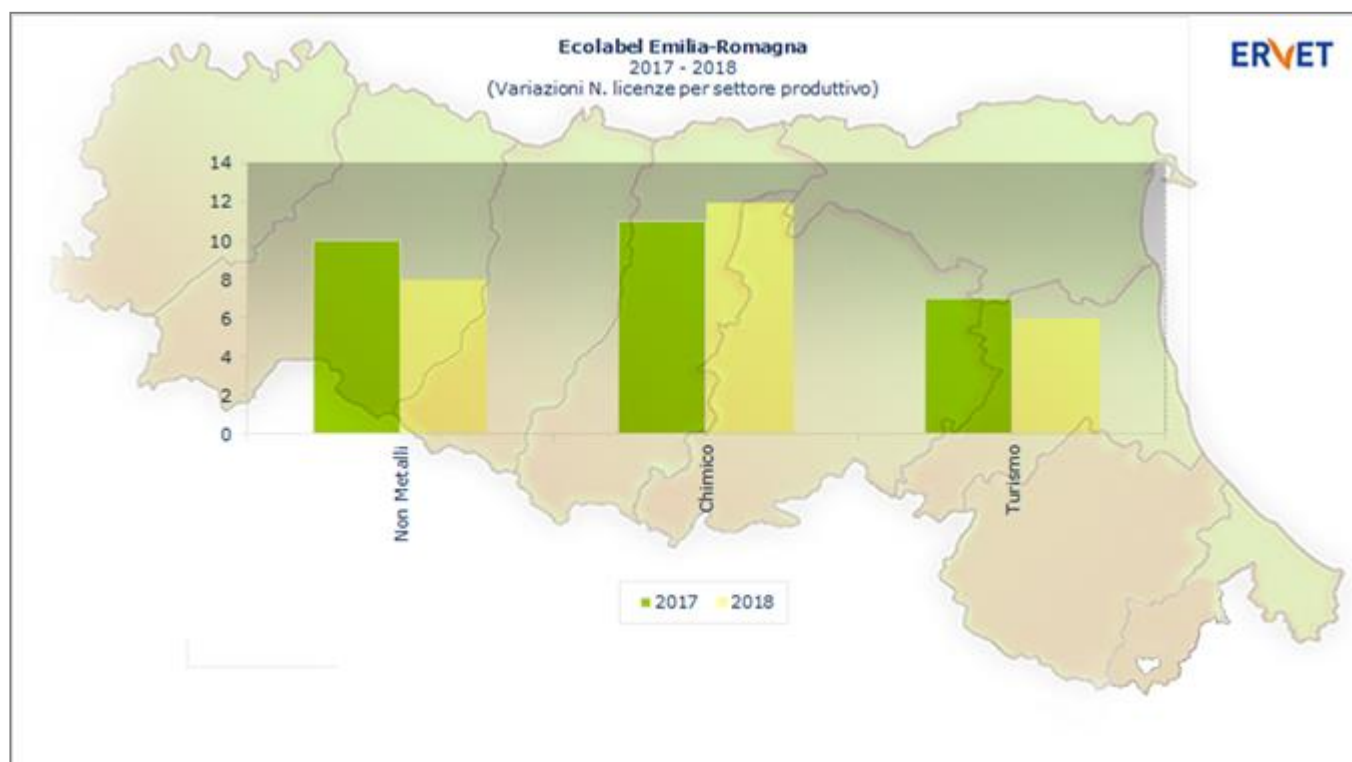 Ecolabel Emilia-Romagna
2017 - 2018
(Variazioni N. licenze per settore produttivo)
ERVET
14
12
10
8
6
4
2
0
Non Metalli
Chimico
Turismo
2017
2018